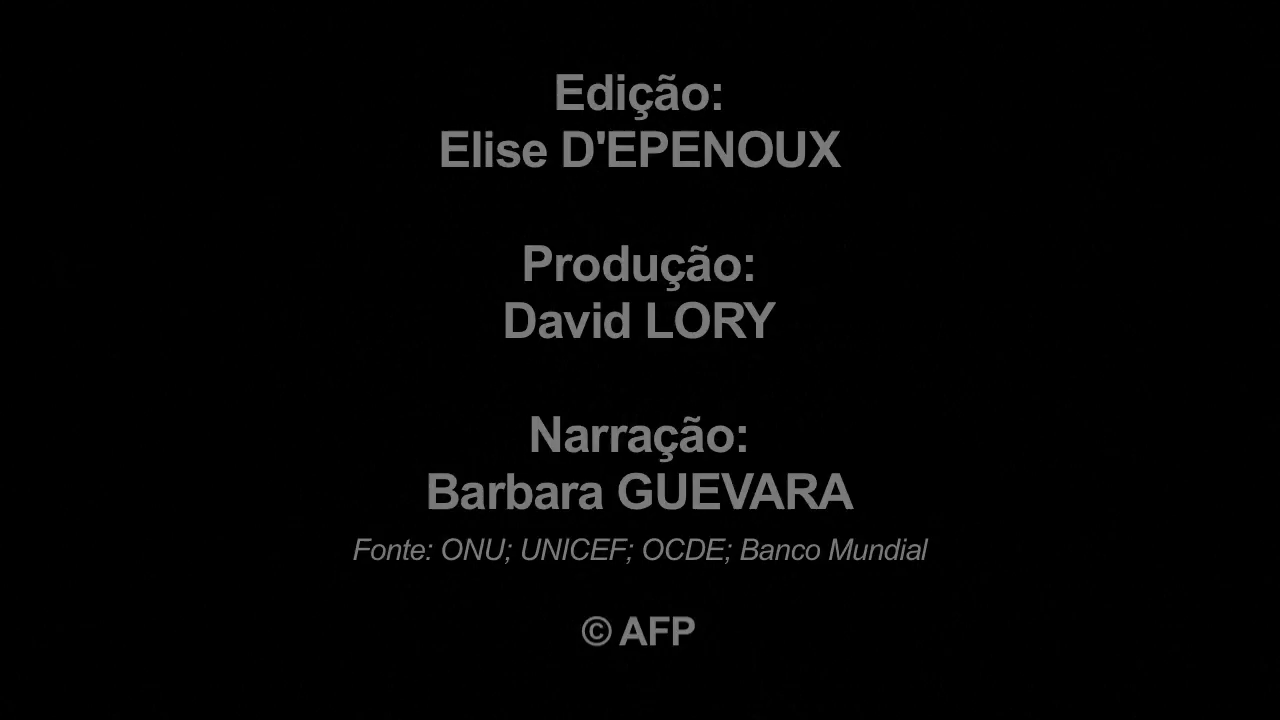 Edição:
Elise D'EPENOUX
Produção:
David LORY
Narração:
Barbara GUEVARA
Fonte: ONU; UNICEF; OCDE; Banco Mundial
© AFP